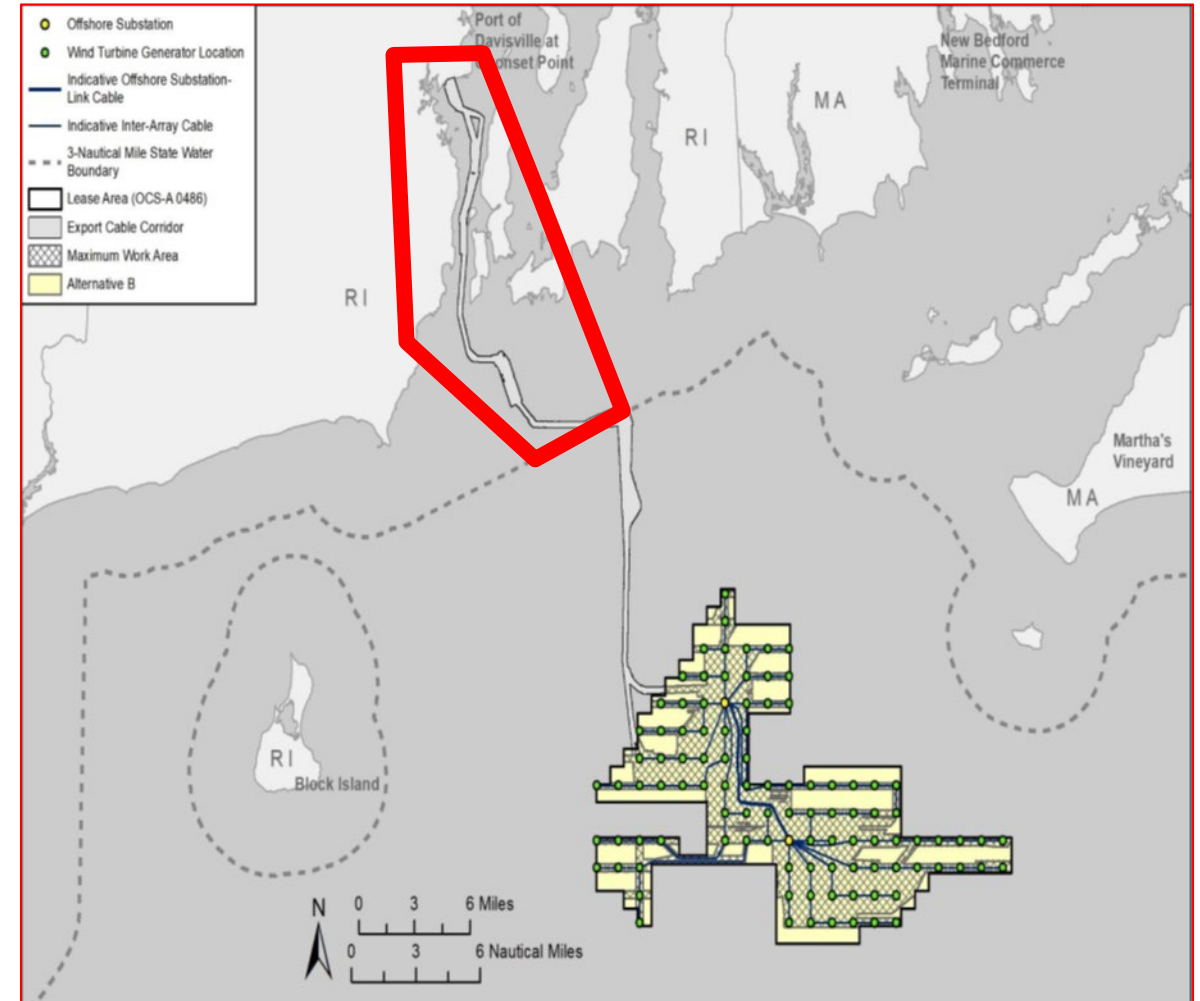 Offshore Substation
Wind Turbine Generator Location
Indicative Offshore Substation-
Link Cable
Indicative Inter-Array Cable
3-Nautical Mile State Water
Boundary
Lease Area (OCS-A 0486)
Export Cable Corridor
Maximum Work Area
Alternative B
Port of
Davisville at
Point
New Bedford
Marine Commerce
Terminal
MA
RI
RI
Martha's
Vineyard
MA
RI
Block Island
N
0 3 6 Miles
0 3 6 Nautical Miles